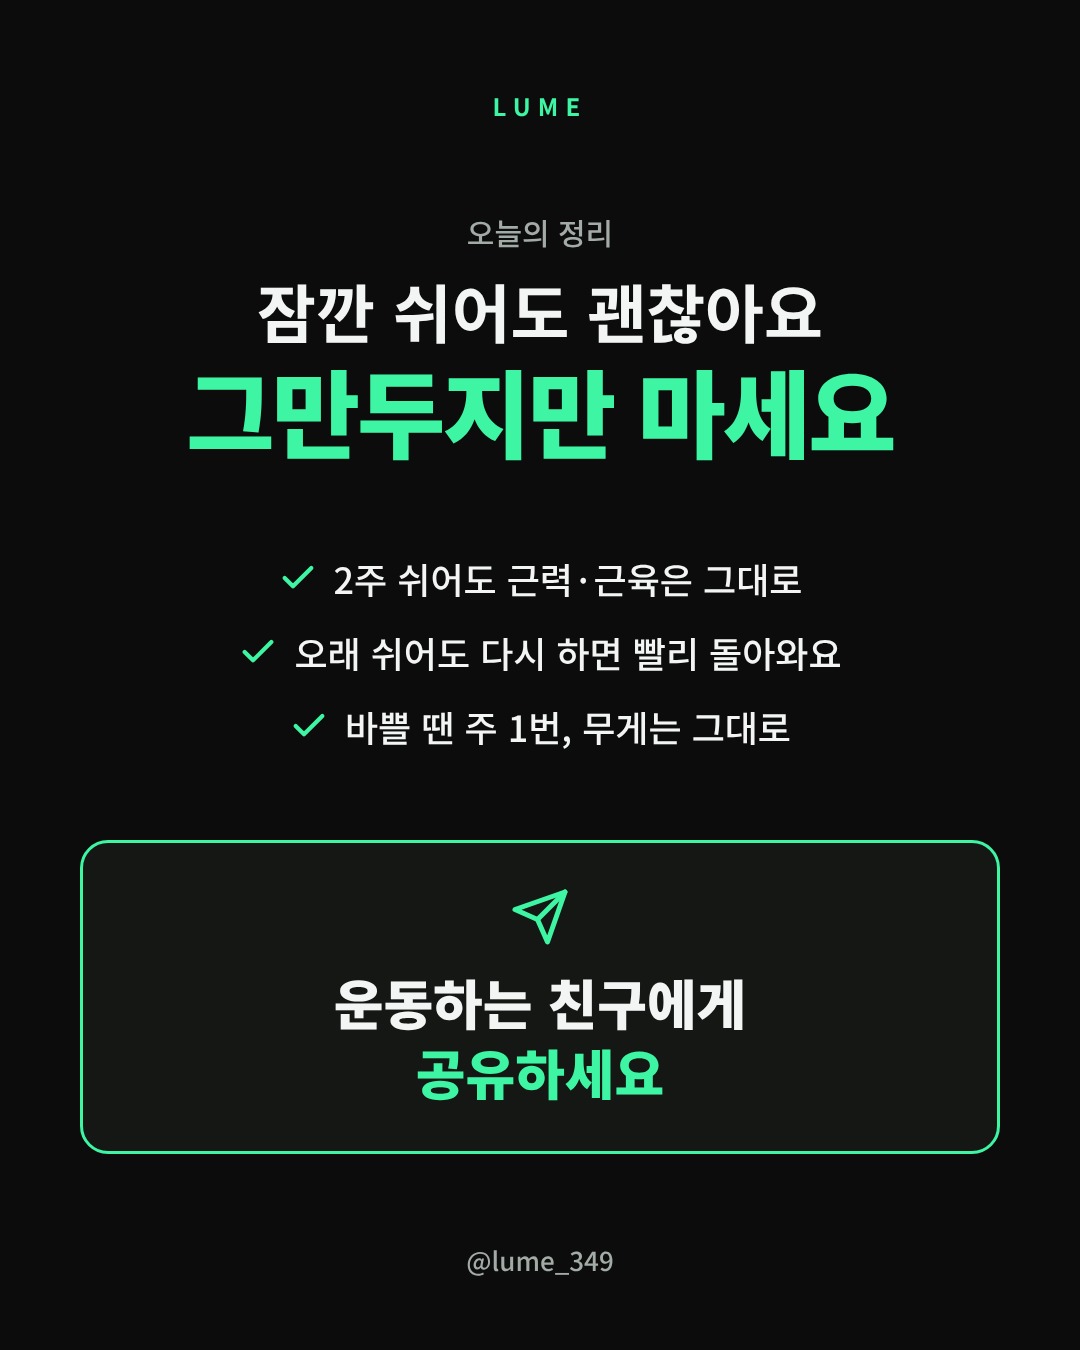 LUME
오늘의 정리
잠깐 쉬어도 괜찮아요
그만두지만 마세요
2주 쉬어도 근력·근육은 그대로
오래 쉬어도 다시 하면 빨리 돌아와요
바쁠 땐 주 1번, 무게는 그대로
운동하는 친구에게
공유하세요
@lume_349